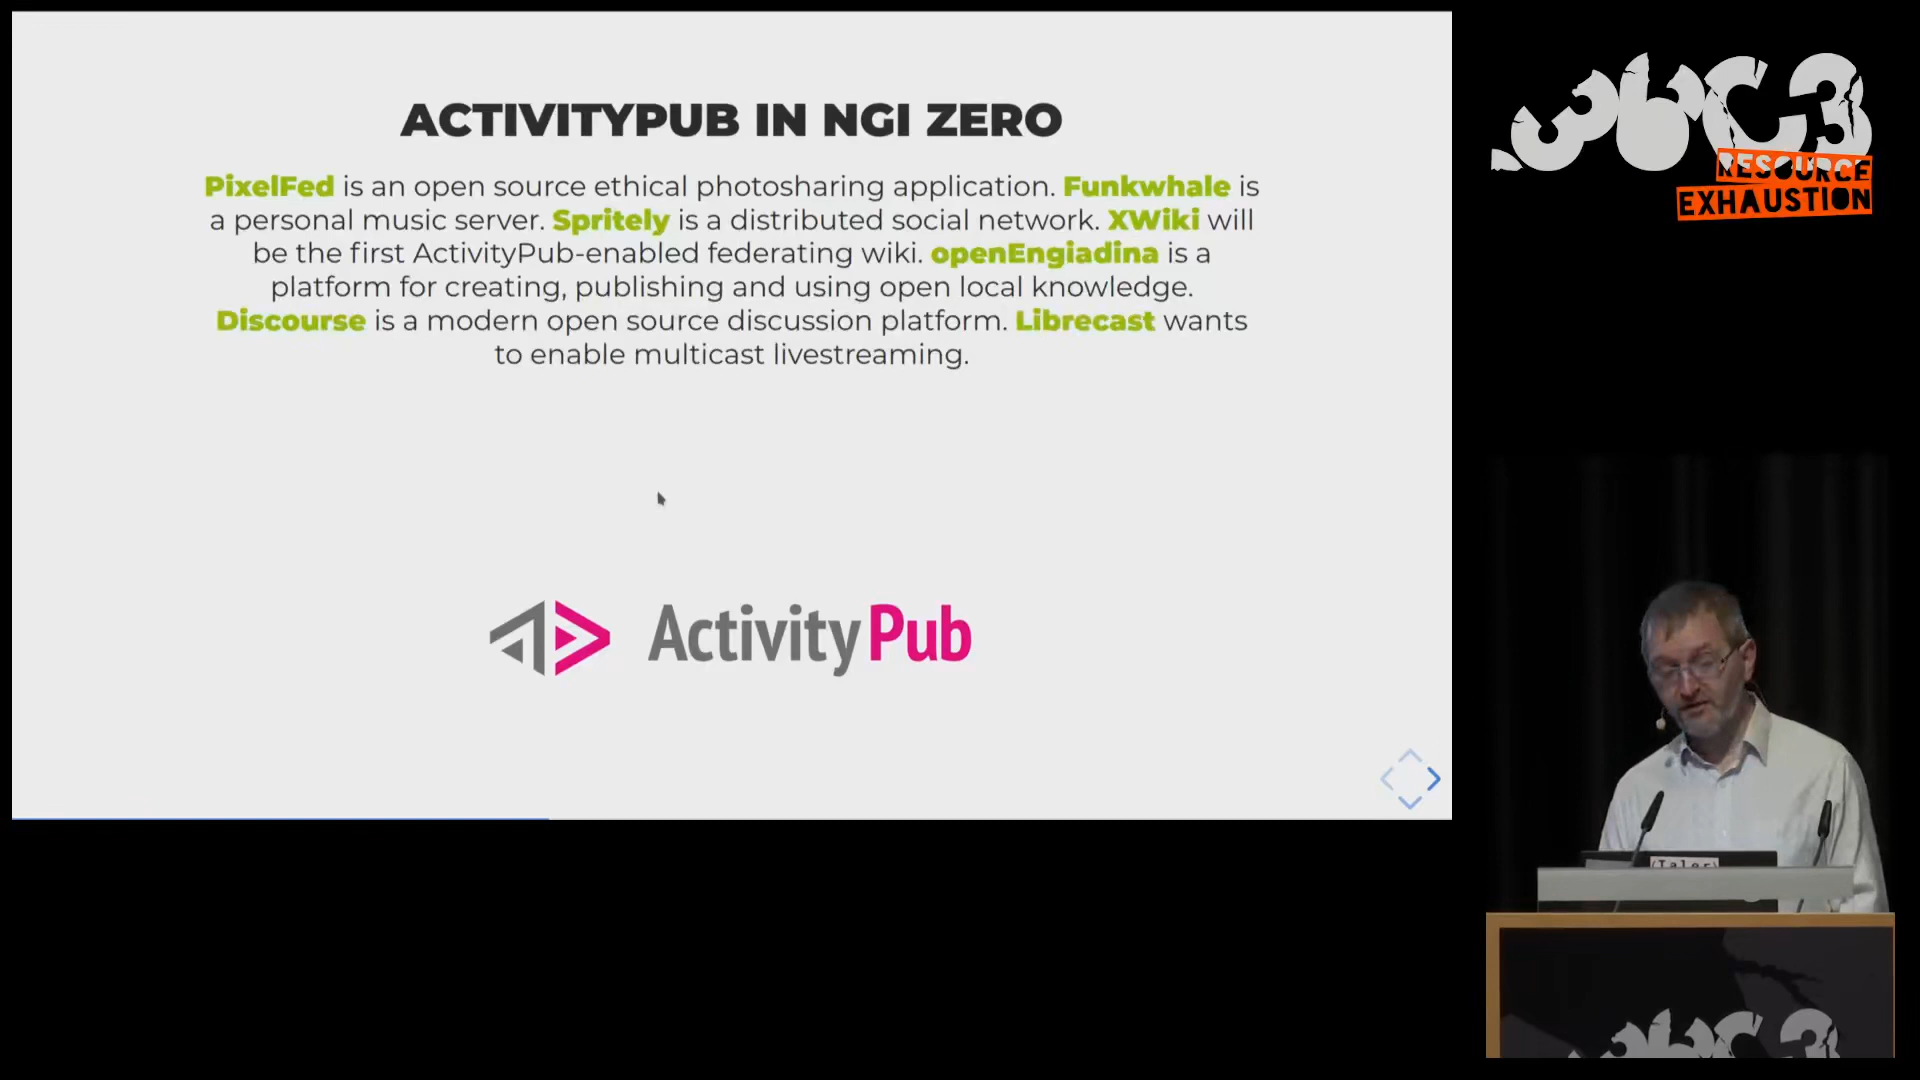 ACTIVITYPUB IN NGI ZERO
PixelFed is an open source ethical photosharing application. Funkwhale is
a personal music server. Spritely is a distributed social network. XWiki will
be the first ActivityPub-enabled federating wiki. openEngiadina is a
platform for creating, publishing and using open local knowledge.
Discourse is a modern open source discussion platform. Librecast wants
to enable multicast livestreaming.
ActivityPub
36C3
RESOURCE
EXHAUSTION
(Taler)
36C3